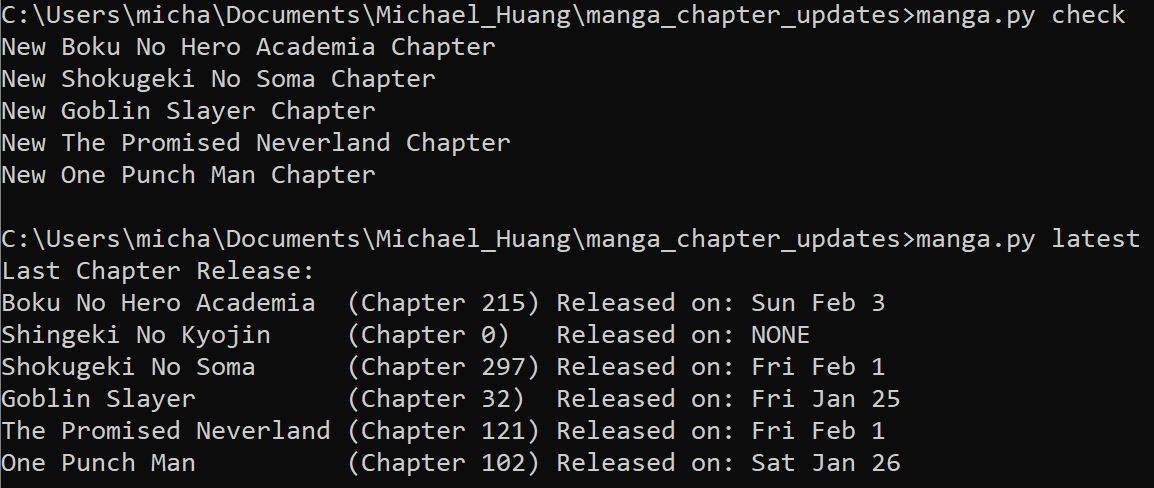 C:\Users\micha\Documents\Michael_Huang\manga_chapter_updates>manga.py check
New Boku No Hero Academia Chapter
New Shokugeki No Soma Chapter
New Goblin Slayer Chapter
New The Promised Neverland Chapter
New One Punch Man Chapter

C:\Users\micha\Documents\Michael_Huang\manga_chapter_updates>manga.py latest
Last Chapter Release:
Boku No Hero Academia  (Chapter 215) Released on: Sun Feb 3
Shingeki No Kyojin     (Chapter 0)   Released on: NONE
Shokugeki No Soma      (Chapter 297) Released on: Fri Feb 1
Goblin Slayer          (Chapter 32)  Released on: Fri Jan 25
The Promised Neverland (Chapter 121) Released on: Fri Feb 1
One Punch Man          (Chapter 102) Released on: Sat Jan 26